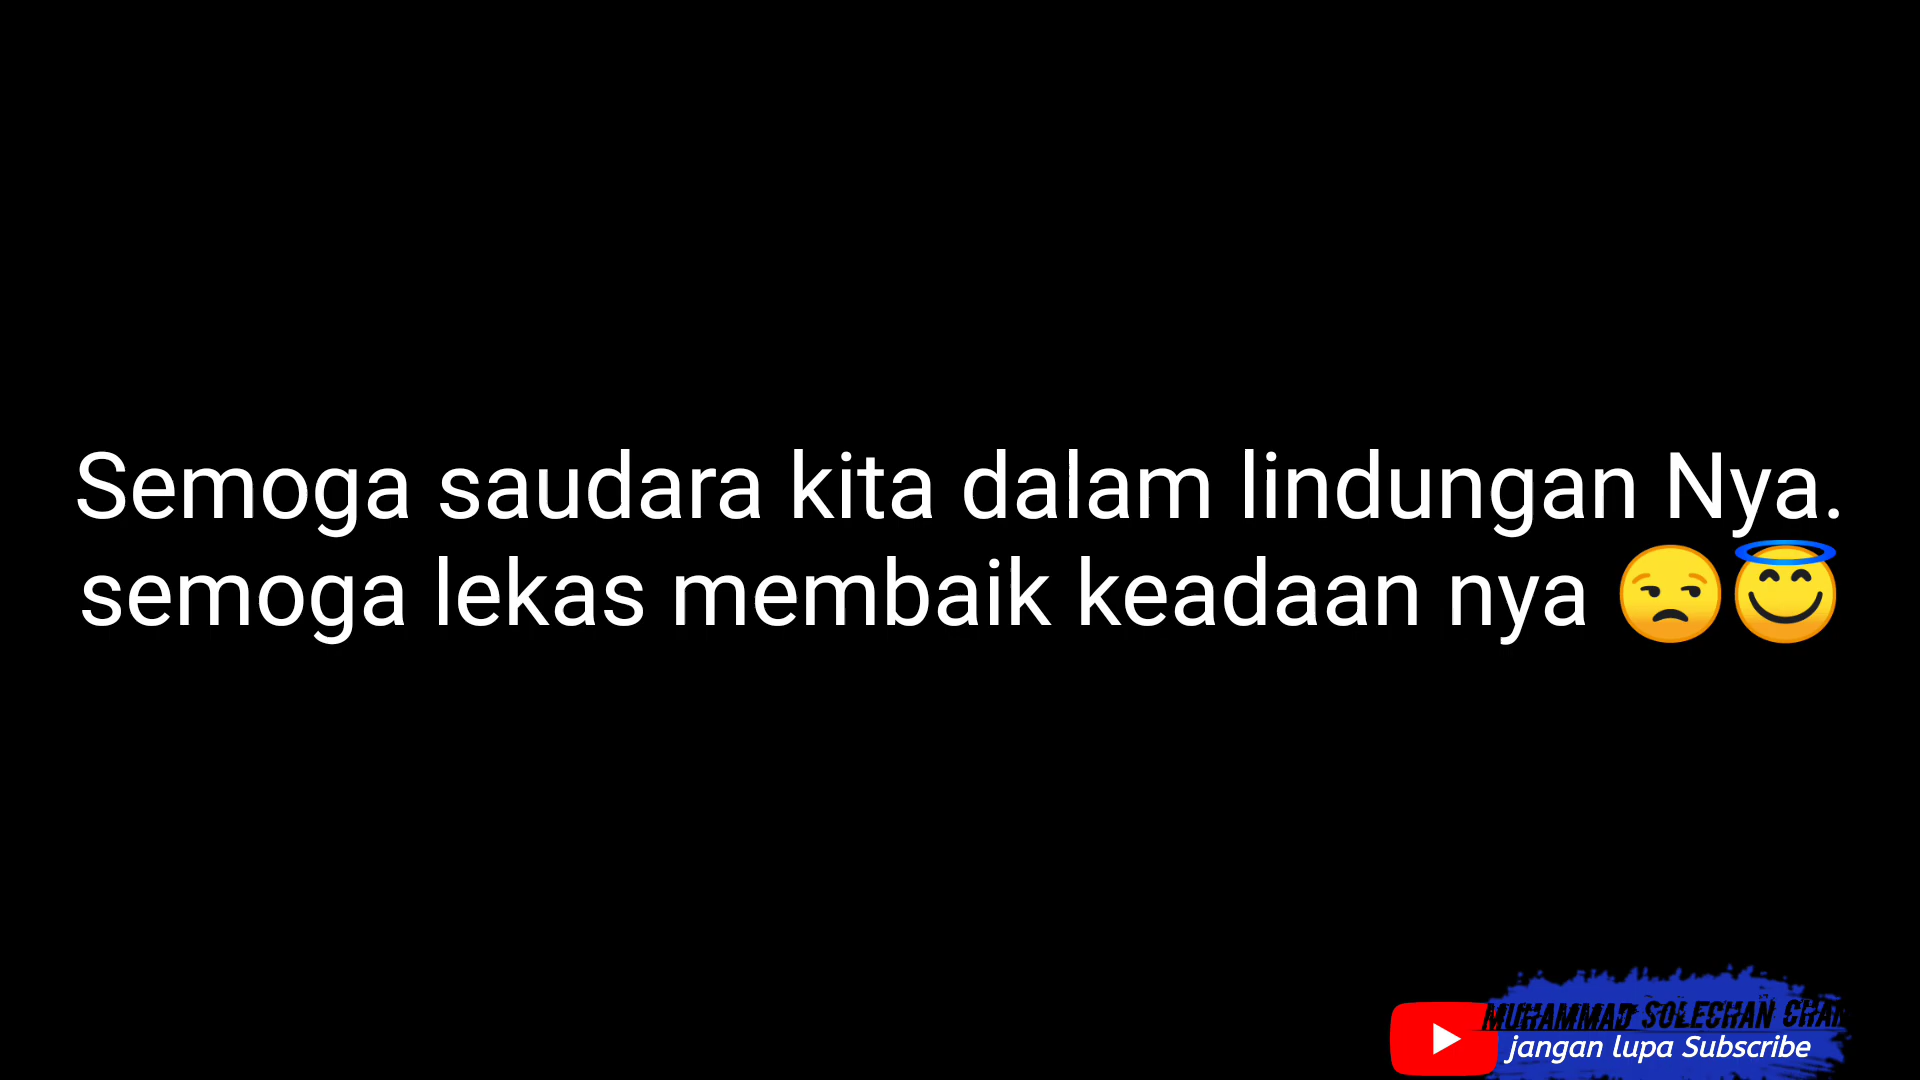 Semoga saudara kita dalam lindungan Nya.
semoga lekas membaik keadaan nya 😒😇
MUHAMMAD SOLECHAN
jangan lupa Subscribe